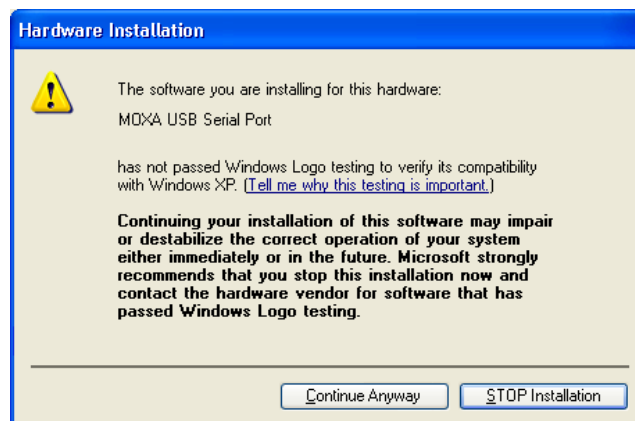 Hardware Installation
The software you are installing for this hardware:
MOXA USB Serial Port
has not passed Windows Logo testing to verify its compatibility
with Windows XP. (Tell me why this testing is important.)
Continuing your installation of this software may impair
or destabilize the correct operation of your system
either immediately or in the future. Microsoft strongly
recommends that you stop this installation now and
contact the hardware vendor for software that has
passed Windows Logo testing.
Continue Anyway
STOP Installation